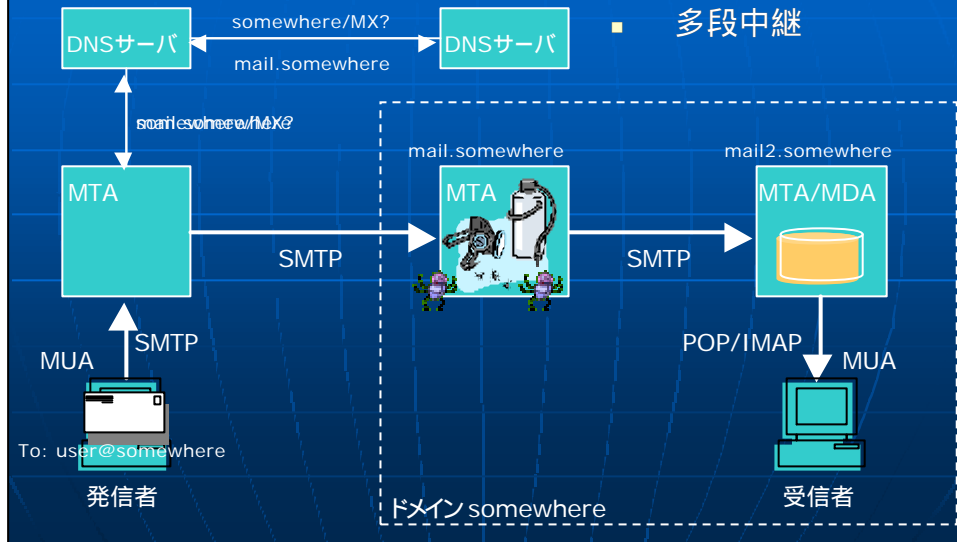 多段中継
somewhere/MX?
DNSサーバ
DNSサーバ
mail.somewhere
mail.somewhere
mail2.somewhere
MTA
MTA
MTA/MDA
SMTP
SMTP
SMTP
POP/IMAP
MUA
MUA
To: user@somewhere
発信者
受信者
ドメイン somewhere